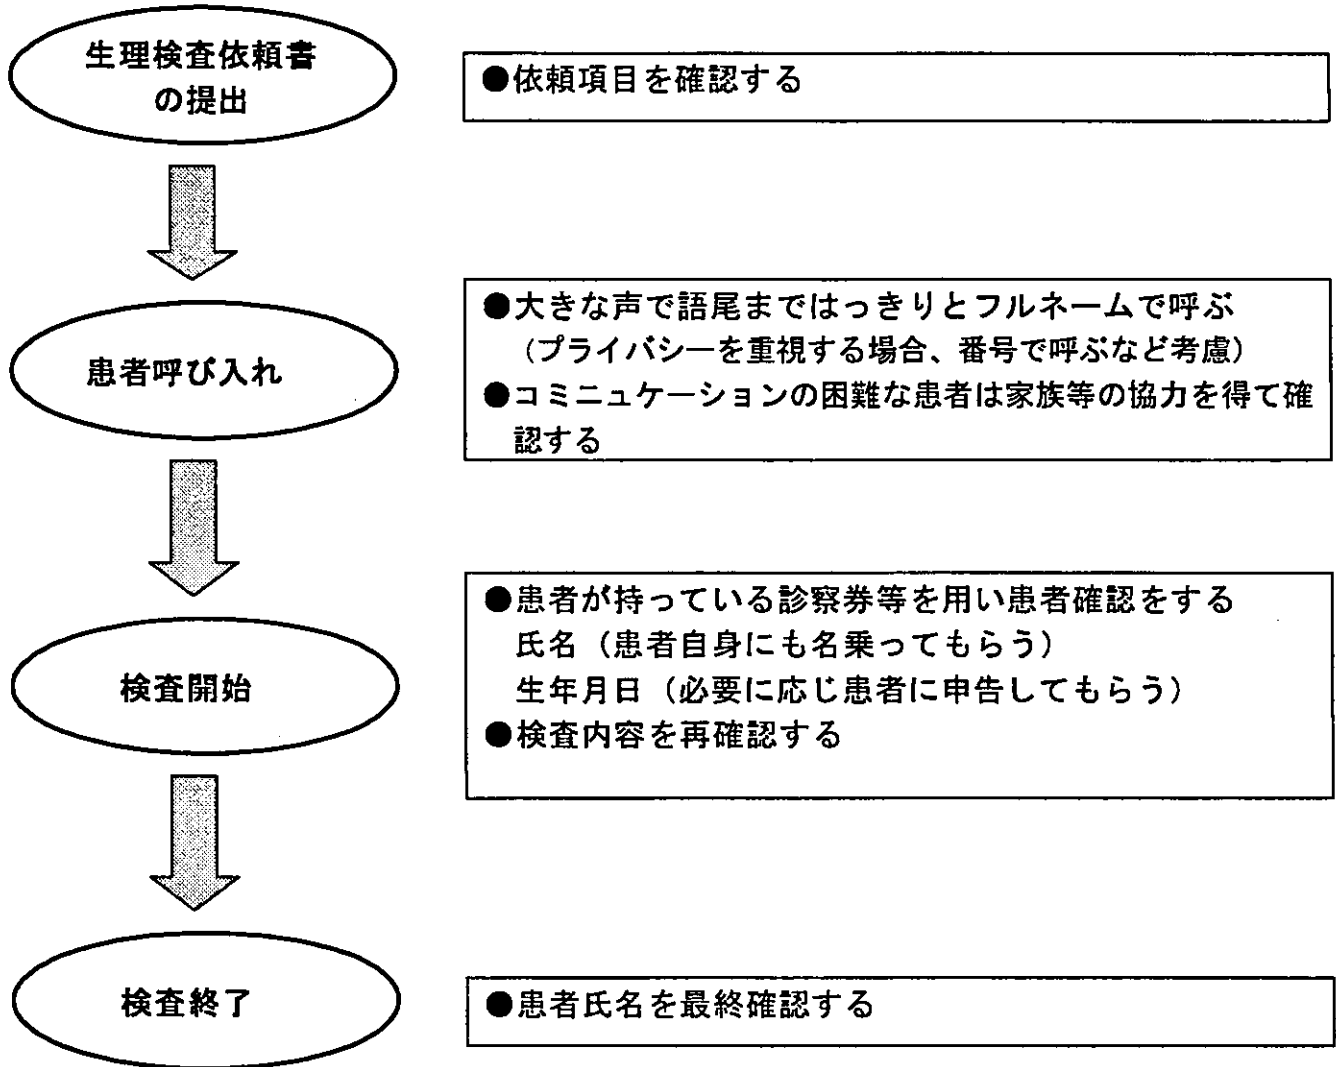 生理検査依頼書
の提出
●依頼項目を確認する
患者呼び入れ
●大きな声で語尾まではっきりとフルネームで呼ぶ
（プライバシーを重視する場合、番号で呼ぶなど考慮）
●コミニュケーションの困難な患者は家族等の協力を得て確
認する
検査開始
●患者が持っている診察券等を用い患者確認をする
氏名（患者自身にも名乗ってもらう）
生年月日（必要に応じ患者に申告してもらう）
●検査内容を再確認する
検査終了
●患者氏名を最終確認する